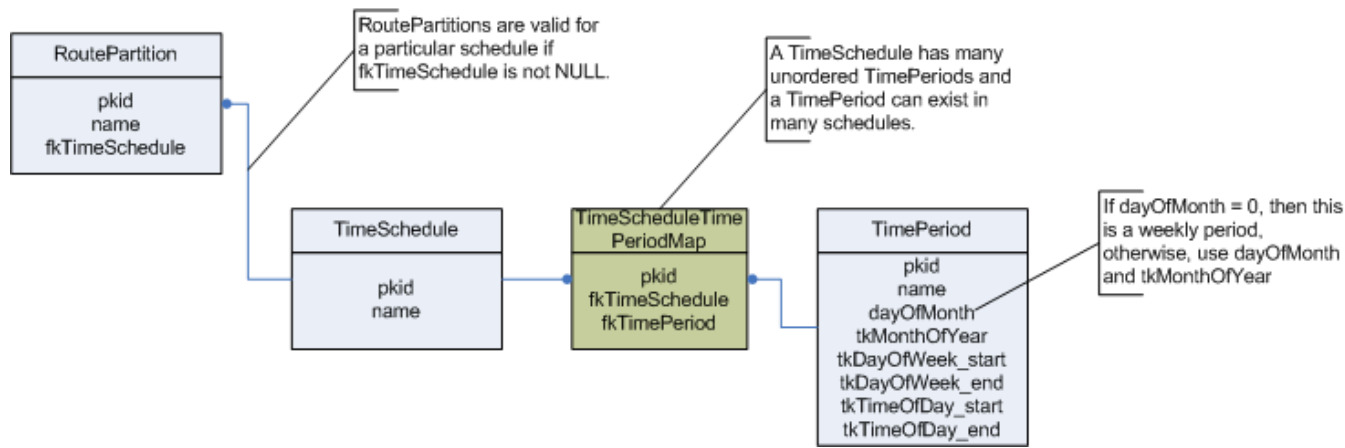 RoutePartition
pkid
name
fkTimeSchedule
RoutePartitions are valid for
a particular schedule if
fkTimeSchedule is not NULL.
A TimeSchedule has many
unordered TimePeriods and
a TimePeriod can exist in
many schedules.
TimeSchedule
pkid
name
TimeScheduleTime
PeriodMap
pkid
fkTimeSchedule
fkTimePeriod
TimePeriod
pkid
name
dayOfMonth
tkMonthOfYear
tkDayOfWeek_start
tkDayOfWeek_end
tkTimeOfDay_start
tkTimeOfDay_end
If dayOfMonth = 0, then this
is a weekly period,
otherwise, use dayOfMonth
and tkMonthOfYear